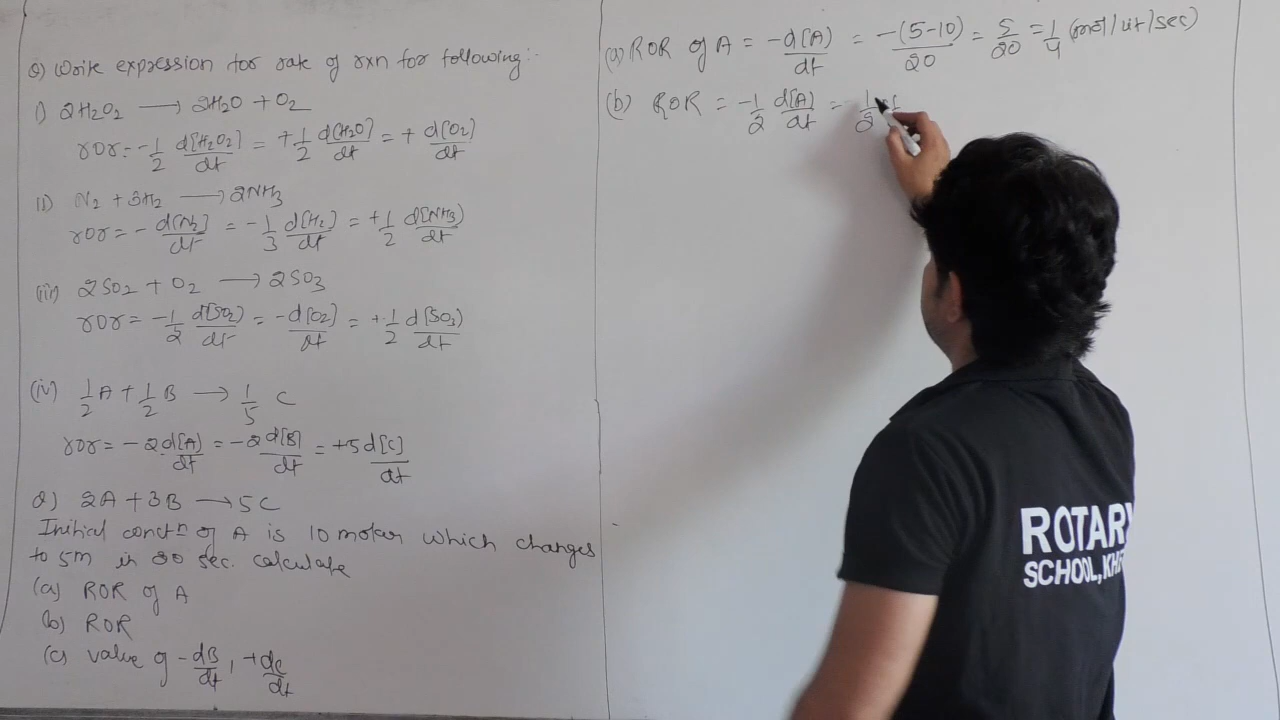 Q) Write expression for rate of rxn for following:-
i) 2H₂O₂ → 2H₂O + O₂
ror = -1/2 d[H₂O₂]/dt = +1/2 d[H₂O]/dt = + d[O₂]/dt
ii) N₂ + 3H₂ → 2NH₃
ror = - d[N₂]/dt = -1/3 d[H₂]/dt = +1/2 d[NH₃]/dt
(iii) 2SO₂ + O₂ → 2SO₃
ror = -1/2 d[SO₂]/dt = -d[O₂]/dt = +1/2 d[SO₃]/dt
(iv) 1/2 A + 1/2 B → 1/5 C
ror = -2d[A]/dt = -2d[B]/dt = +5d[C]/dt
Q) 2A + 3B → 5C
Initial conctⁿ of A is 10 molar which changes
to 5m in 20 sec. calculate
(a) ROR of A
(b) ROR
(c) value of -dB/dt, +dc/dt
(a) ROR of A = -d[A]/dt = -(5-10)/20 = 5/20 = 1/4 (mol/lit/sec)
(b) ROR = -1/2 d[A]/dt = 1/2
ROTARY
SCHOOL,